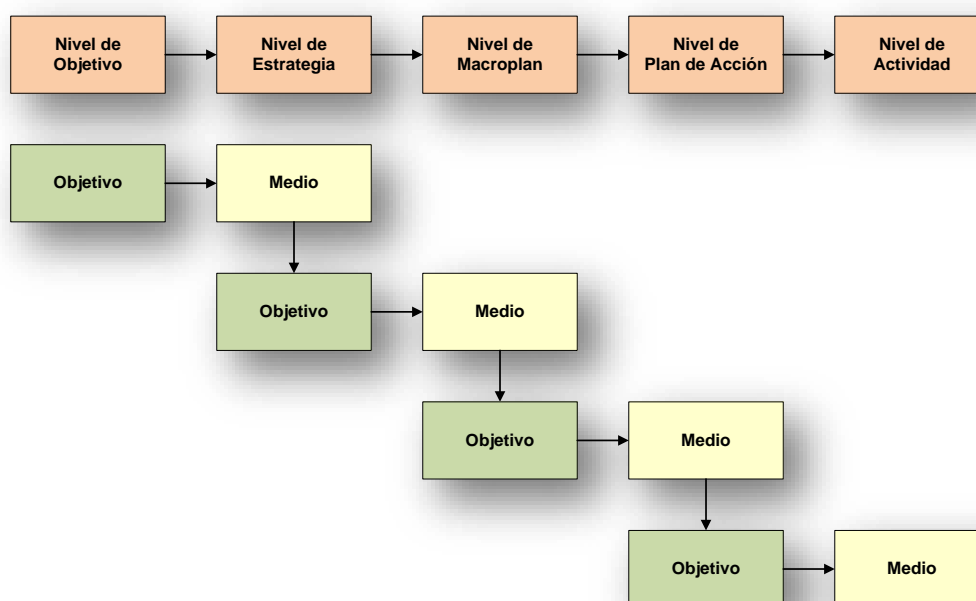 Nivel de
Objetivo
Nivel de
Estrategia
Nivel de
Macroplan
Nivel de
Plan de Acción
Nivel de
Actividad
Objetivo
Medio
Objetivo
Medio
Objetivo
Medio
Objetivo
Medio